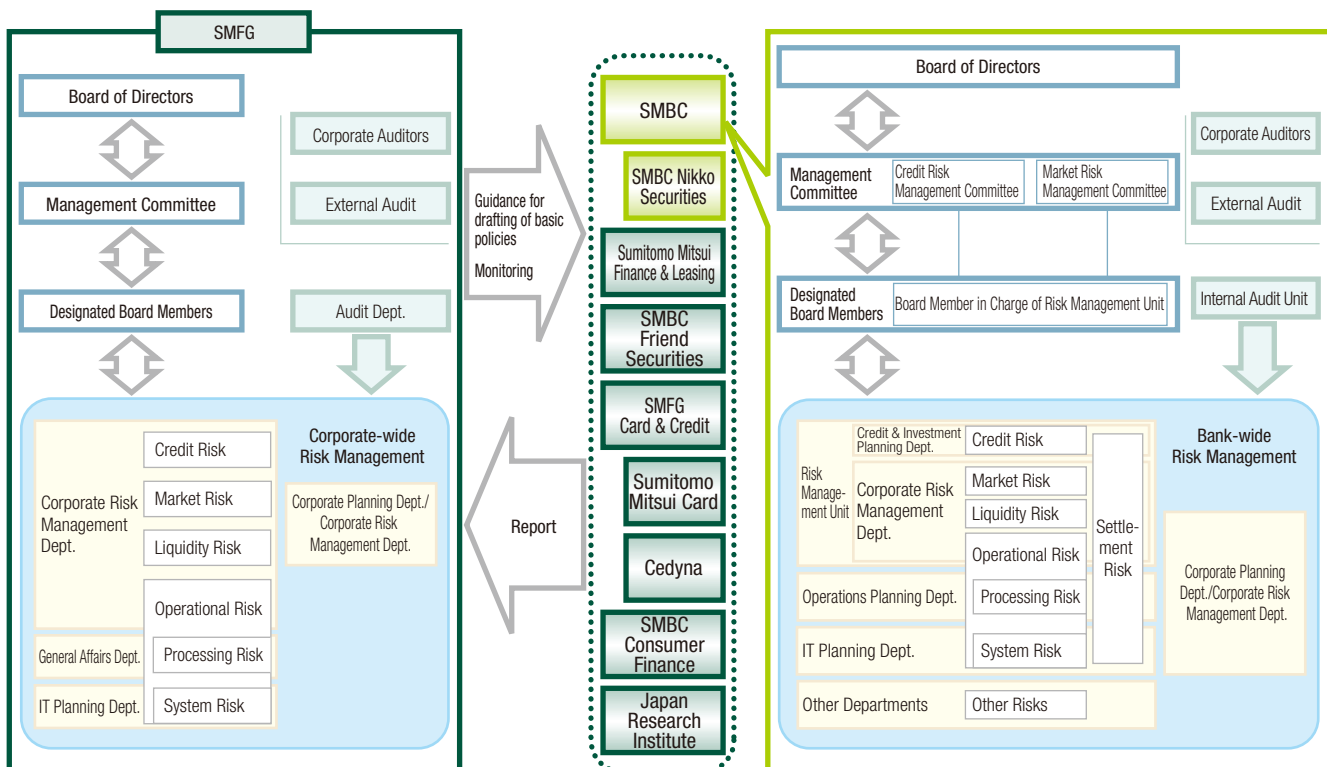 SMFG
Board of Directors
Corporate Auditors
Management Committee
External Audit
Designated Board Members
Audit Dept.
Corporate Risk
Management
Dept.
Credit Risk
Market Risk
Liquidity Risk
Operational Risk
General Affairs Dept.
Processing Risk
IT Planning Dept.
System Risk
Corporate-wide
Risk Management
Corporate Planning Dept./
Corporate Risk
Management Dept.
Guidance for
drafting of basic
policies
Monitoring
Report
SMBC
SMBC Nikko
Securities
Sumitomo Mitsui
Finance & Leasing
SMBC
Friend
Securities
SMFG
Card & Credit
Sumitomo
Mitsui Card
Cedyna
SMBC
Consumer
Finance
Japan
Research
Institute
Board of Directors
Management
Committee
Credit Risk
Management Committee
Market Risk
Management Committee
Corporate Auditors
External Audit
Designated
Board Members
Board Member in Charge of Risk Management Unit
Internal Audit Unit
Risk
Manage-
ment Unit
Credit & Investment
Planning Dept.
Credit Risk
Corporate Risk
Management
Dept.
Market Risk
Liquidity Risk
Operational Risk
Settle-
ment
Risk
Operations Planning Dept.
Processing Risk
IT Planning Dept.
System Risk
Other Departments
Other Risks
Bank-wide
Risk Management
Corporate Planning
Dept./Corporate Risk
Management Dept.